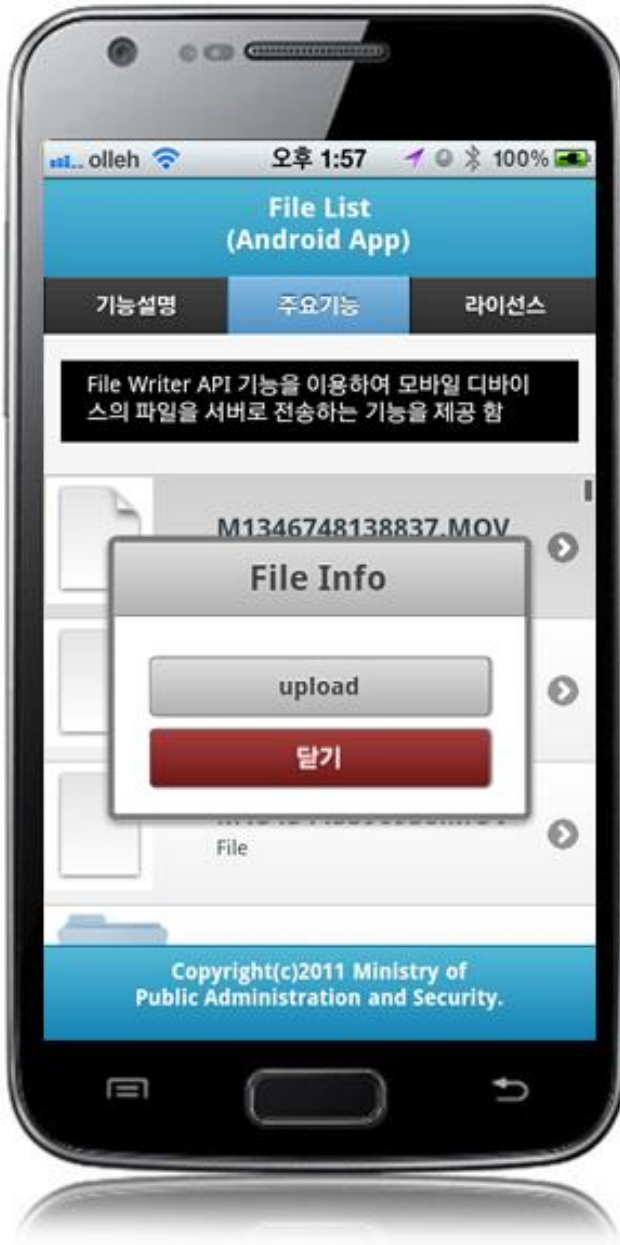 olleh 오후 1:57 100%
File List
(Android App)
기능설명 주요기능 라이선스
File Writer API 기능을 이용하여 모바일 디바이
스의 파일을 서버로 전송하는 기능을 제공 함
M1346748138837.MOV
File Info
upload
닫기
File
Copyright(c)2011 Ministry of
Public Administration and Security.